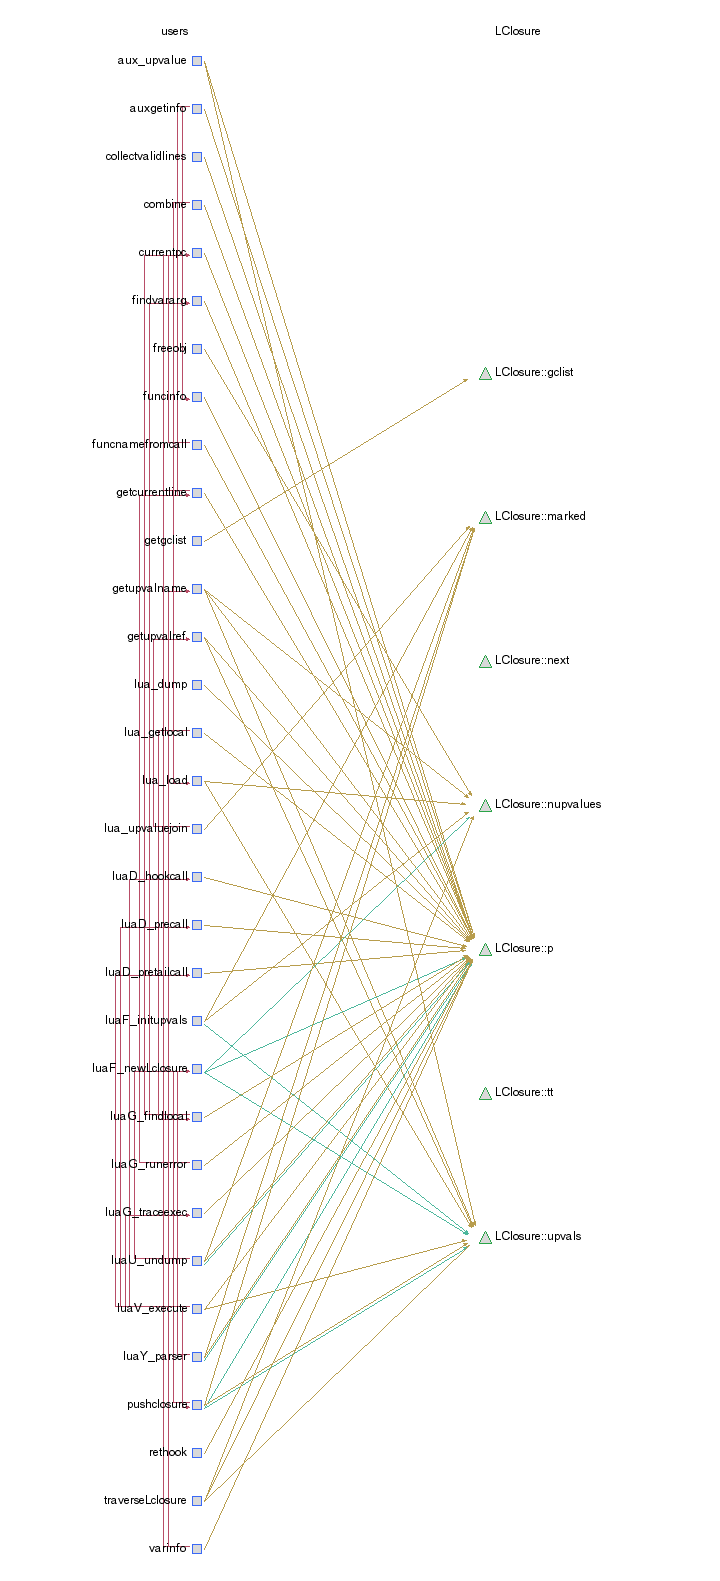 users
LClosure
aux_upvalue
auxgetinfo
collectvalidlines
combine
currentpc
findvararg
freeobj
LClosure::gclist
funcinfo
funcnamefromcall
getcurrentline
LClosure::marked
getgclist
getupvalname
getupvalref
LClosure::next
lua_dump
lua_getlocal
lua_load
LClosure::nupvalues
lua_upvaluejoin
luaD_hookcall
luaD_precall
LClosure::p
luaD_pretailcall
luaF_initupvals
luaF_newLclosure
LClosure::tt
luaG_findlocal
luaG_runerror
luaG_traceexec
LClosure::upvals
luaU_undump
luaV_execute
luaY_parser
pushclosure
rethook
traverseLclosure
varinfo